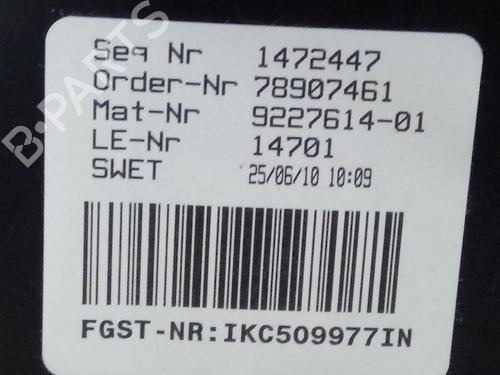 Seq Nr 1472447
Order-Nr 78907461
Mat-Nr 9227614-01
LE-Nr 14701
SWET 25/06/10 10:09
FGST-NR:IKC509977IN
B-PARTS